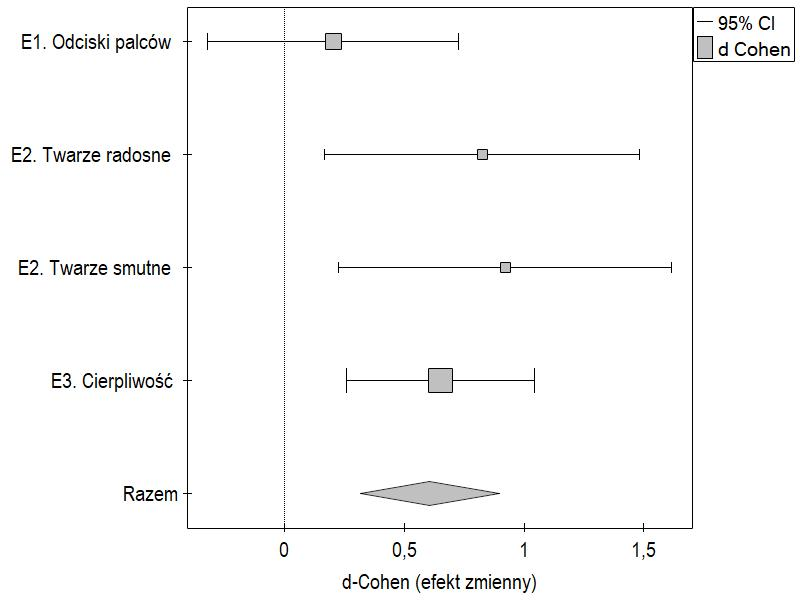 95% CI
d Cohen
E1. Odciski palców
E2. Twarze radosne
E2. Twarze smutne
E3. Cierpliwość
Razem
0
0,5
1
1,5
d-Cohen (efekt zmienny)